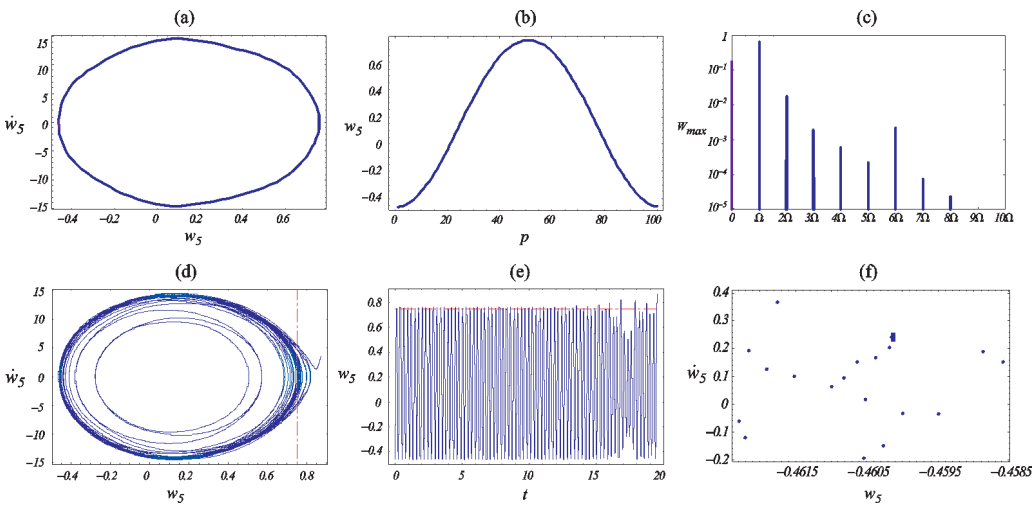 (a) (b) (c)
15 10 5 0 −5 −10 −15
ẇ5
−0.4 −0.2 0 0.2 0.4 0.6
w5
0.6 0.4 0.2 0 −0.2 −0.4
w5
0 20 40 60 80 100
p
1 10−1 10−2 10−3 10−4 10−5
Wmax
0 1Ω 2Ω 3Ω 4Ω 5Ω 6Ω 7Ω 8Ω 9Ω 10Ω
(d) (e) (f)
15 10 5 0 −5 −10 −15
ẇ5
−0.4 −0.2 0 0.2 0.4 0.6 0.8
w5
0.8 0.6 0.4 0.2 0 −0.2 −0.4
w5
0 5 10 15 20
t
0.4 0.3 0.2 0.1 0 −0.1 −0.2
ẇ5
−0.4615 −0.4605 −0.4595 −0.4585
w5